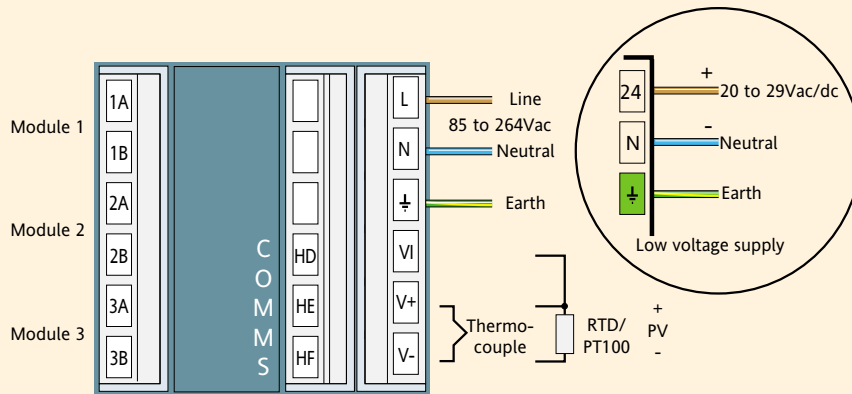 Module 1
Module 2
Module 3
1A
1B
2A
2B
3A
3B
COMMS
HD
HE
HF
L
N
VI
V+
V-
Line
85 to 264Vac
Neutral
Earth
Thermo-
couple
RTD/
PT100
+
PV
-
24
N
+
20 to 29Vac/dc
-
Neutral
Earth
Low voltage supply